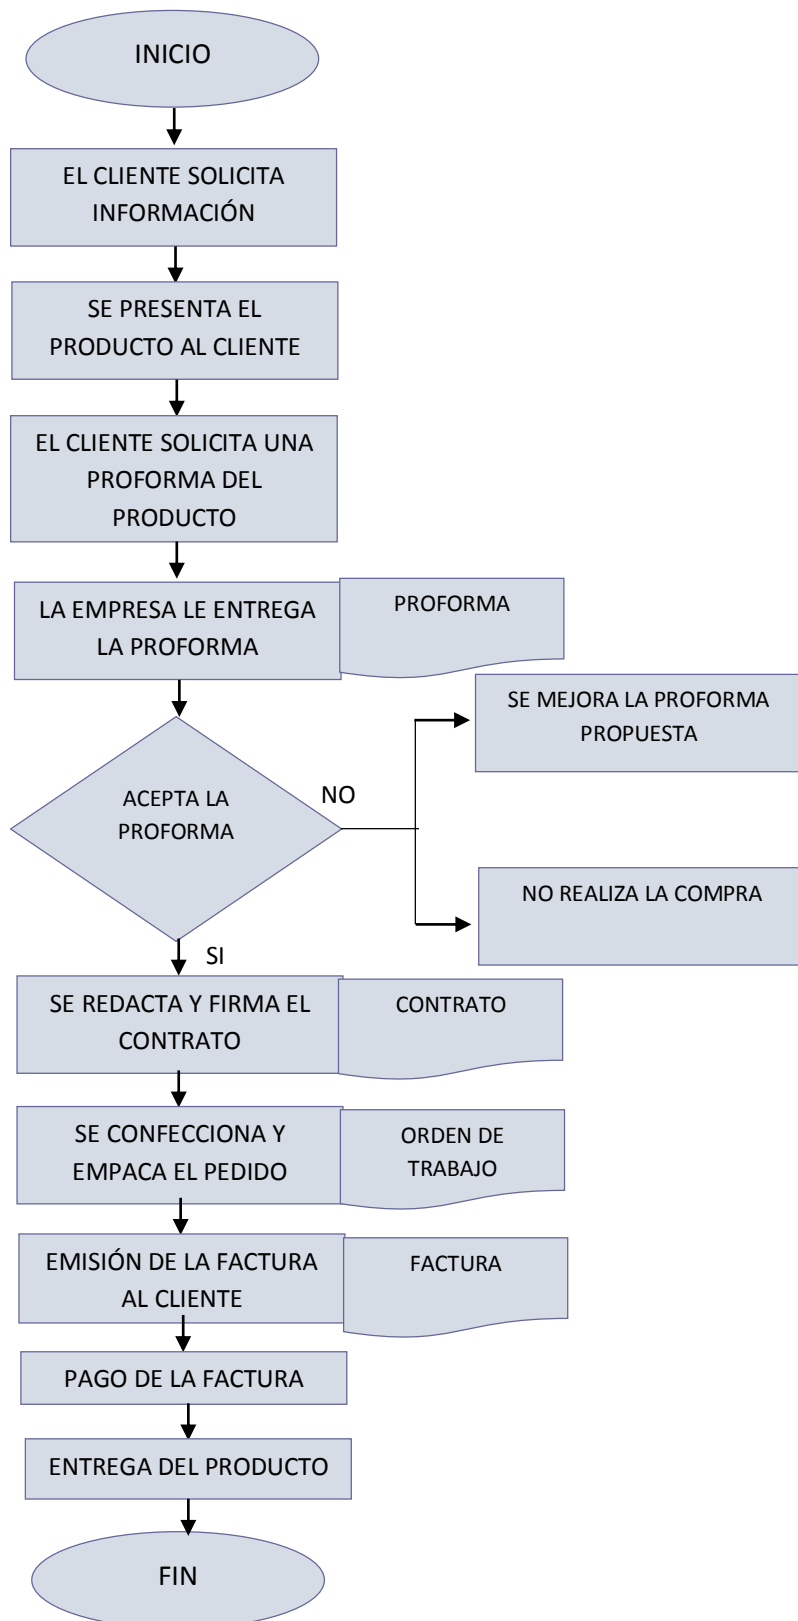 INICIO
EL CLIENTE SOLICITA
INFORMACIÓN
SE PRESENTA EL
PRODUCTO AL CLIENTE
EL CLIENTE SOLICITA UNA
PROFORMA DEL
PRODUCTO
LA EMPRESA LE ENTREGA
LA PROFORMA
PROFORMA
SE MEJORA LA PROFORMA
PROPUESTA
ACEPTA LA
PROFORMA
NO
NO REALIZA LA COMPRA
SI
SE REDACTA Y FIRMA EL
CONTRATO
CONTRATO
SE CONFECCIONA Y
EMPACA EL PEDIDO
ORDEN DE
TRABAJO
EMISIÓN DE LA FACTURA
AL CLIENTE
FACTURA
PAGO DE LA FACTURA
ENTREGA DEL PRODUCTO
FIN